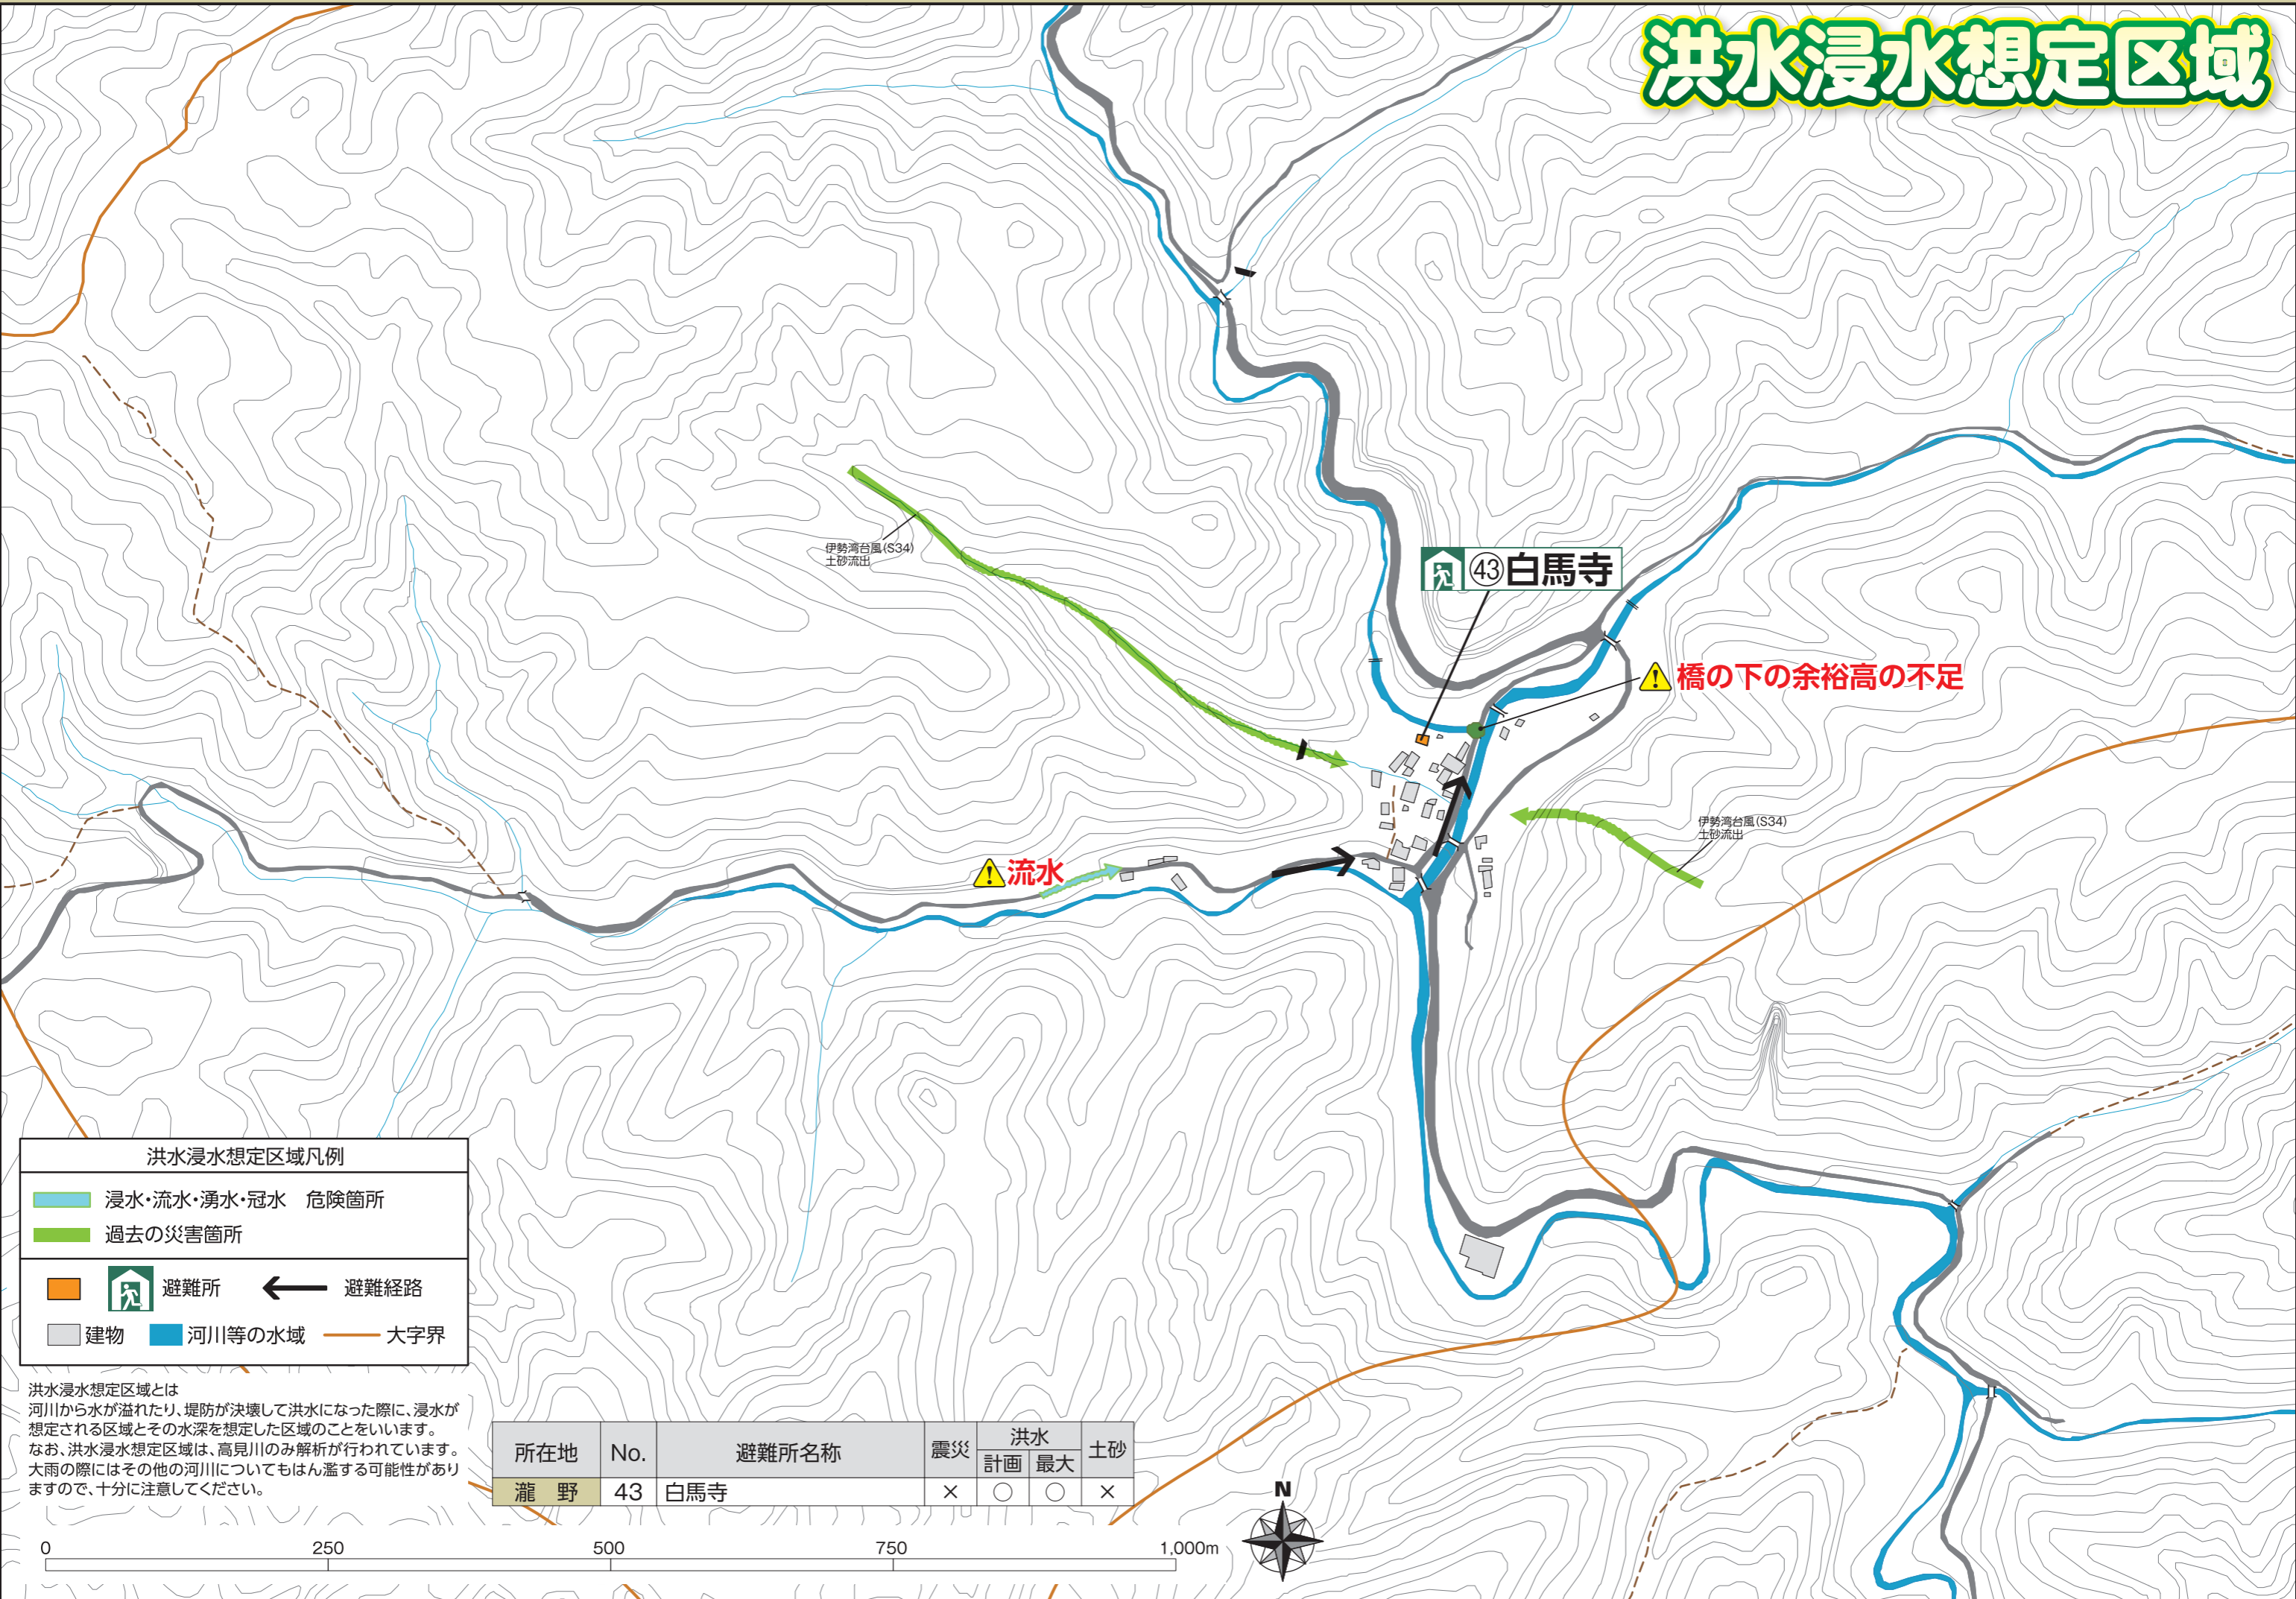 洪水浸水想定区域
伊勢湾台風(S34)
土砂流出
㊸白馬寺
橋の下の余裕高の不足
伊勢湾台風(S34)
土砂流出
流水
洪水浸水想定区域凡例
浸水・流水・湧水・冠水　危険箇所
過去の災害箇所
避難所 避難経路
建物 河川等の水域 大字界
洪水浸水想定区域とは
河川から水が溢れたり、堤防が決壊して洪水になった際に、浸水が
想定される区域とその水深を想定した区域のことをいいます。
なお、洪水浸水想定区域は、高見川のみ解析が行われています。
大雨の際にはその他の河川についてもはん濫する可能性があり
ますので、十分に注意してください。
所在地 No. 避難所名称 震災 洪水 土砂
計画 最大
瀧　野 43 白馬寺 × ○ ○ ×
N
0 250 500 750 1,000m